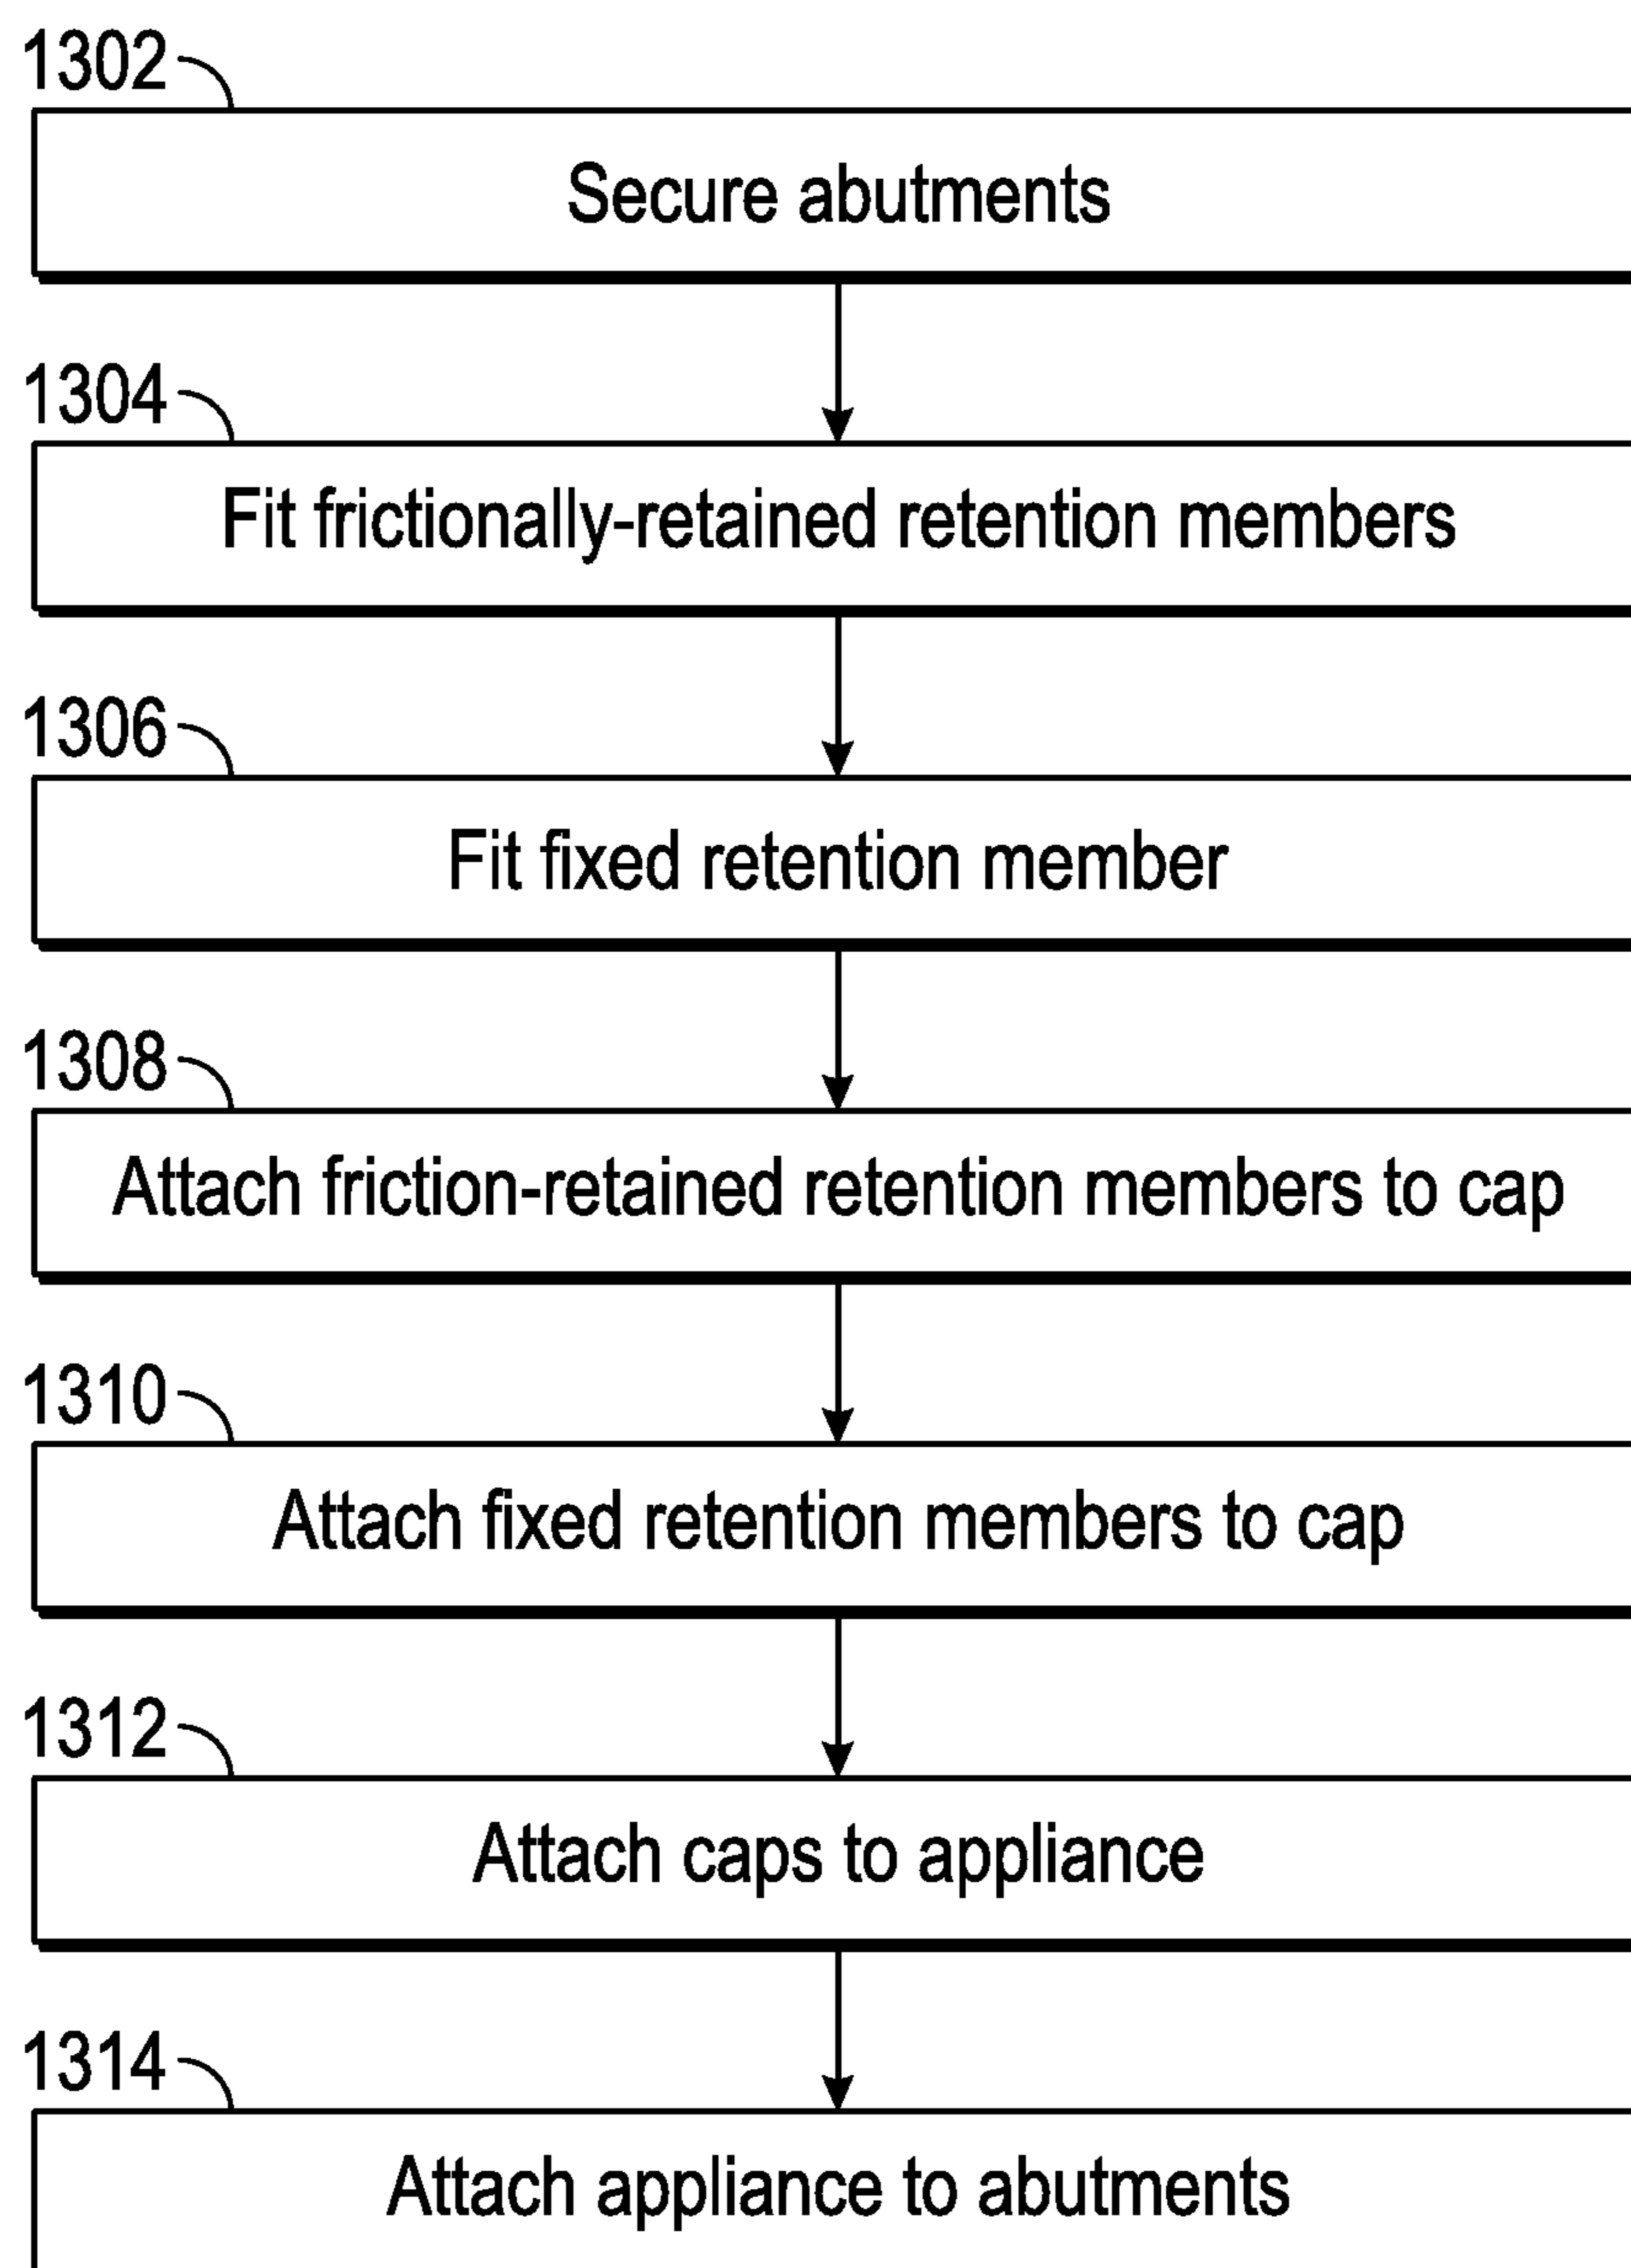 1302
Secure abutments
1304
Fit frictionally-retained retention members
1306
Fit fixed retention member
1308
Attach friction-retained retention members to cap
1310
Attach fixed retention members to cap
1312
Attach caps to appliance
1314
Attach appliance to abutments